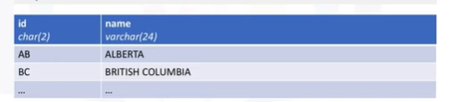 id name
char(2) varchar(24)
AB ALBERTA
BC BRITISH COLUMBIA
... ...